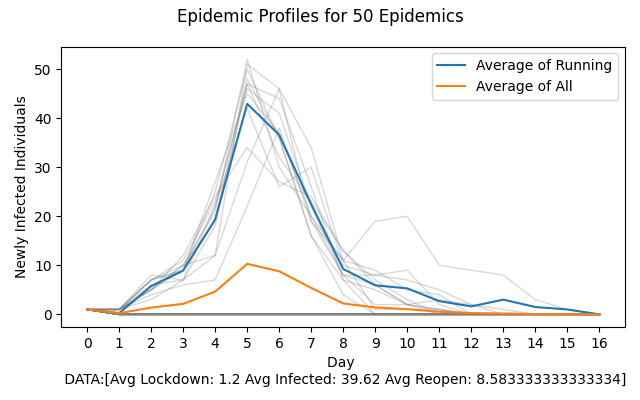 Epidemic Profiles for 50 Epidemics
Newly Infected Individuals
50
40
30
20
10
0
Average of Running
Average of All
0 1 2 3 4 5 6 7 8 9 10 11 12 13 14 15 16
Day
DATA:[Avg Lockdown: 1.2 Avg Infected: 39.62 Avg Reopen: 8.583333333333334]